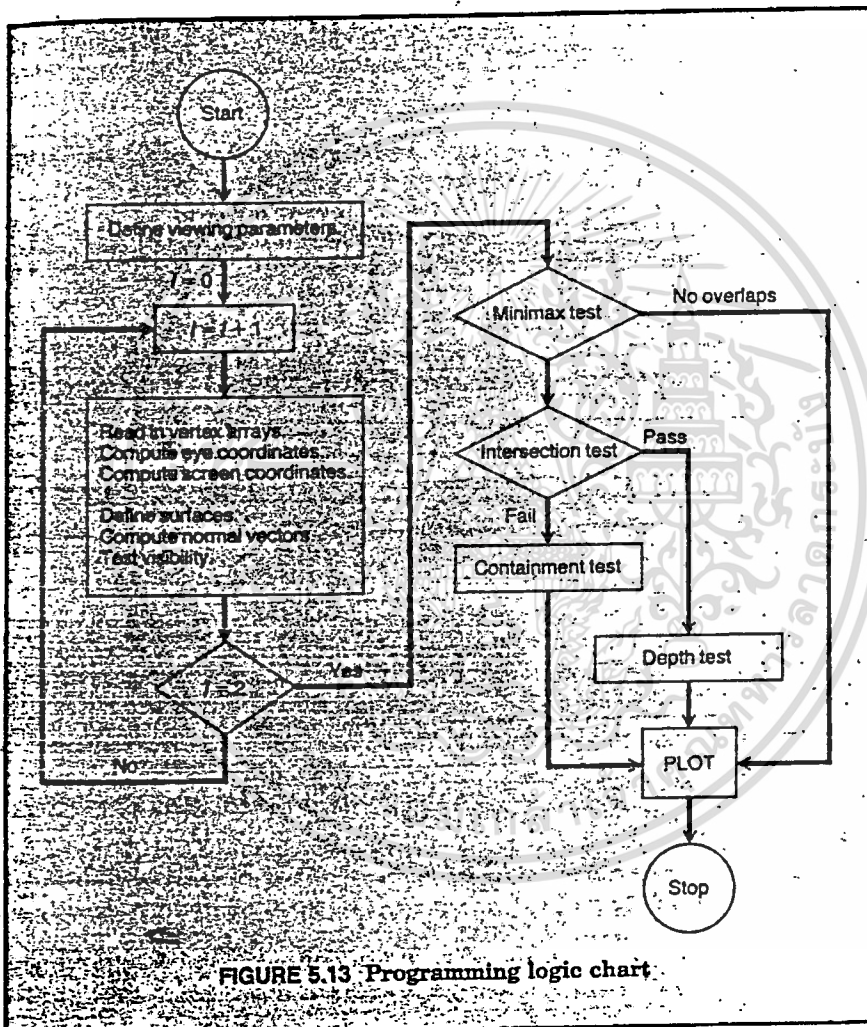 Start
Define viewing parameters
I = 0
I = I + 1
Read in vertex arrays
Compute eye coordinates
Compute screen coordinates
Define surfaces
Compute normal vectors
Test visibility
I = 2
Yes
No
Minimax test
No overlaps
Intersection test
Pass
Fail
Containment test
Depth test
PLOT
Stop
FIGURE 5.13 Programming logic chart